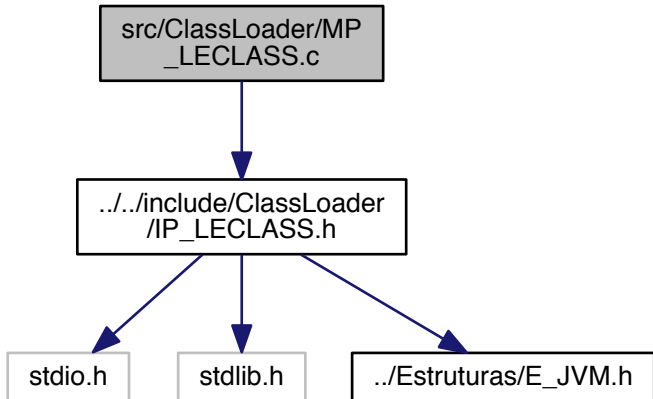 src/ClassLoader/MP
_LECLASS.c
../../include/ClassLoader
/IP_LECLASS.h
stdio.h
stdlib.h
../Estruturas/E_JVM.h